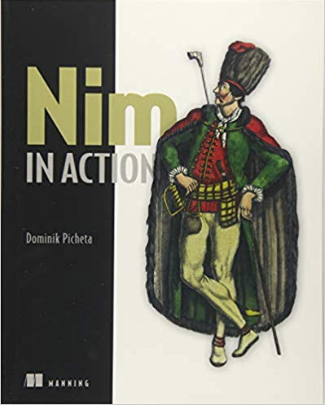 Nim
IN ACTION
Dominik Picheta
MANNING